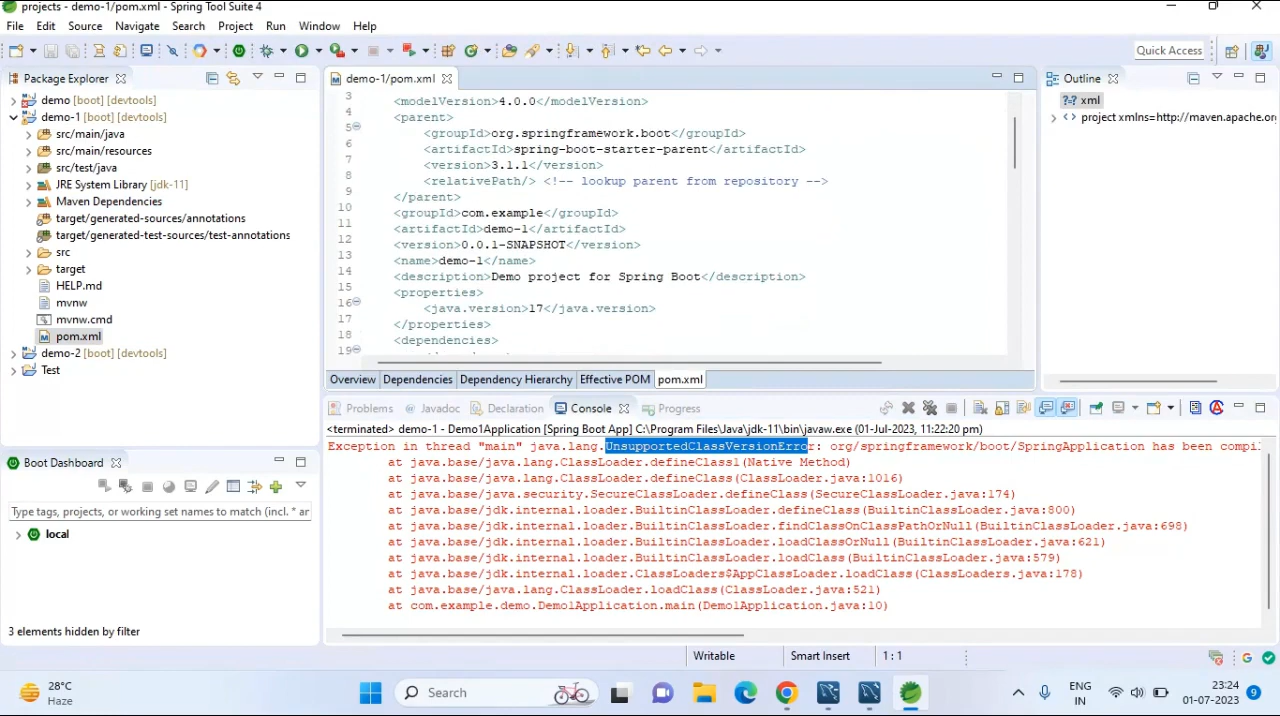 projects - demo-1/pom.xml - Spring Tool Suite 4
File Edit Source Navigate Search Project Run Window Help
Quick Access
Package Explorer
demo [boot] [devtools]
demo-1 [boot] [devtools]
src/main/java
src/main/resources
src/test/java
JRE System Library [jdk-11]
Maven Dependencies
target/generated-sources/annotations
target/generated-test-sources/test-annotations
src
target
HELP.md
mvnw
mvnw.cmd
pom.xml
demo-2 [boot] [devtools]
Test
demo-1/pom.xml
3 <modelVersion>4.0.0</modelVersion>
4 <parent>
5 <groupId>org.springframework.boot</groupId>
6 <artifactId>spring-boot-starter-parent</artifactId>
7 <version>3.1.1</version>
8 <relativePath/> <!-- lookup parent from repository -->
9 </parent>
10 <groupId>com.example</groupId>
11 <artifactId>demo-1</artifactId>
12 <version>0.0.1-SNAPSHOT</version>
13 <name>demo-1</name>
14 <description>Demo project for Spring Boot</description>
15 <properties>
16 <java.version>17</java.version>
17 </properties>
18 <dependencies>
19
Overview Dependencies Dependency Hierarchy Effective POM pom.xml
Outline
xml
project xmlns=http://maven.apache.org
Boot Dashboard
Type tags, projects, or working set names to match (incl. * ar
local
3 elements hidden by filter
Problems Javadoc Declaration Console Progress
<terminated> demo-1 - Demo1Application [Spring Boot App] C:\Program Files\Java\jdk-11\bin\javaw.exe (01-Jul-2023, 11:22:20 pm)
Exception in thread "main" java.lang.UnsupportedClassVersionError: org/springframework/boot/SpringApplication has been compil
at java.base/java.lang.ClassLoader.defineClass1(Native Method)
at java.base/java.lang.ClassLoader.defineClass(ClassLoader.java:1016)
at java.base/java.security.SecureClassLoader.defineClass(SecureClassLoader.java:174)
at java.base/jdk.internal.loader.BuiltinClassLoader.defineClass(BuiltinClassLoader.java:800)
at java.base/jdk.internal.loader.BuiltinClassLoader.findClassOnClassPathOrNull(BuiltinClassLoader.java:698)
at java.base/jdk.internal.loader.BuiltinClassLoader.loadClassOrNull(BuiltinClassLoader.java:621)
at java.base/jdk.internal.loader.BuiltinClassLoader.loadClass(BuiltinClassLoader.java:579)
at java.base/jdk.internal.loader.ClassLoaders$AppClassLoader.loadClass(ClassLoaders.java:178)
at java.base/java.lang.ClassLoader.loadClass(ClassLoader.java:521)
at com.example.demo.Demo1Application.main(Demo1Application.java:10)
Writable Smart Insert 1 : 1
28°C
Haze
Search
ENG
IN
23:24
01-07-2023
9